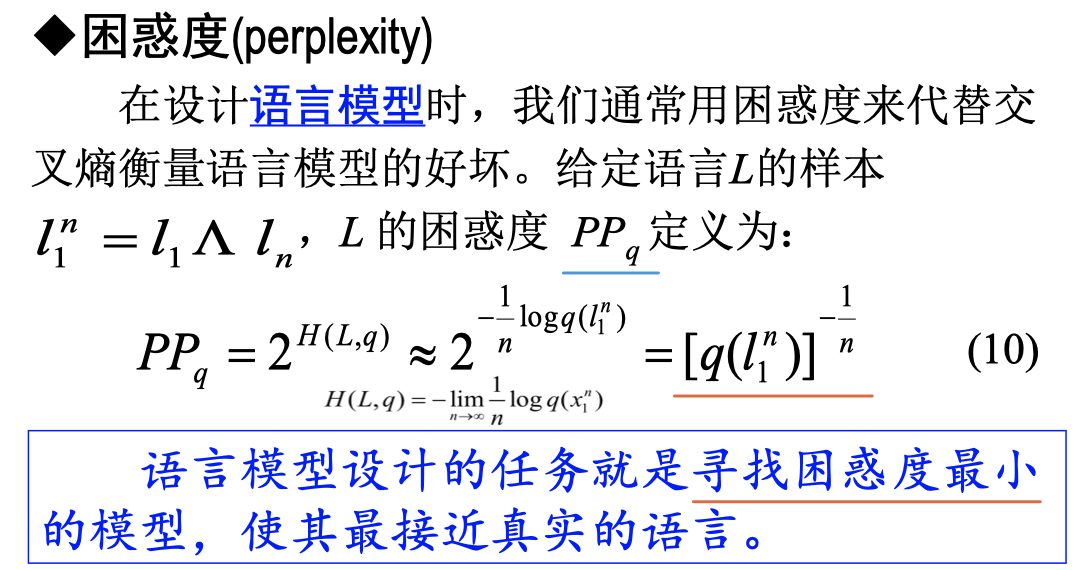 ◆困惑度(perplexity)
在设计语言模型时，我们通常用困惑度来代替交
叉熵衡量语言模型的好坏。给定语言L的样本
l_1^n = l_1 Λ l_n，L 的困惑度 PP_q 定义为：
PP_q = 2^{H(L,q)} ≈ 2^{-\frac{1}{n} \log q(l_1^n)} = [q(l_1^n)]^{-\frac{1}{n}} (10)
H(L,q) = -\lim_{n→∞} \frac{1}{n} \log q(x_1^n)
语言模型设计的任务就是寻找困惑度最小
的模型，使其最接近真实的语言。